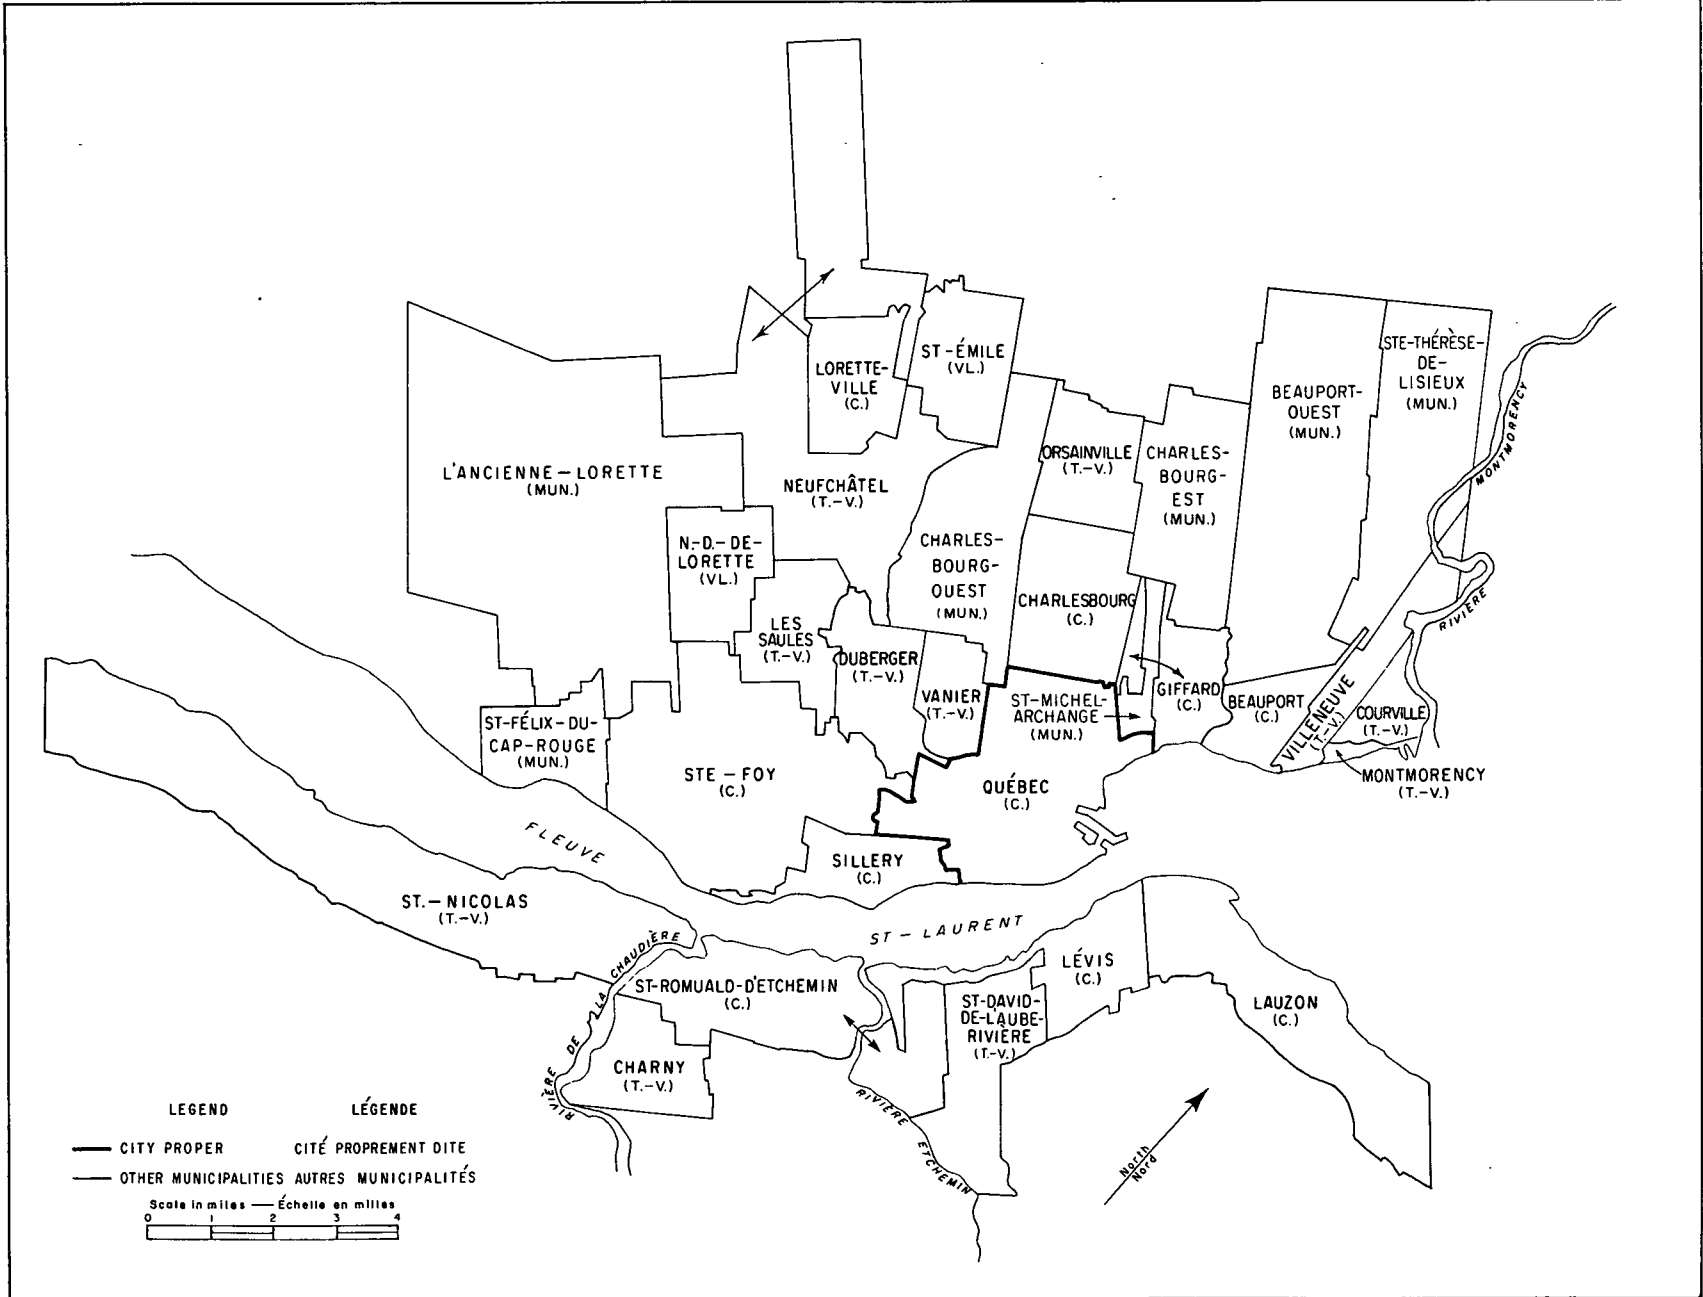 LORETTE-
VILLE
(C.)
ST-ÉMILE
(VL.)
STE-THÉRÈSE-
DE-
LISIEUX
(MUN.)
BEAUPORT-
OUEST
(MUN.)
MONTMORENCY
RIVIÈRE
ORSAINVILLE
(T.-V.)
CHARLES-
BOURG-
EST
(MUN.)
L'ANCIENNE-LORETTE
(MUN.)
NEUFCHÂTEL
(T.-V.)
N.-D.-DE-
LORETTE
(VL.)
CHARLES-
BOURG-
OUEST
(MUN.)
CHARLESBOURG
(C.)
LES
SAULES
(T.-V.)
DUBERGER
(T.-V.)
VANIER
(T.-V.)
ST-MICHEL-
ARCHANGE
(MUN.)
GIFFARD
(C.)
BEAUPORT
(C.)
VILLENEUVE
(T.-V.)
COURVILLE
(T.-V.)
MONTMORENCY
(T.-V.)
ST-FÉLIX-DU-
CAP-ROUGE
(MUN.)
STE-FOY
(C.)
QUÉBEC
(C.)
SILLERY
(C.)
FLEUVE
ST-LAURENT
ST.-NICOLAS
(T.-V.)
RIVIÈRE DE LA CHAUDIÈRE
ST-ROMUALD-D'ETCHEMIN
(C.)
CHARNY
(T.-V.)
LÉVIS
(C.)
ST-DAVID-
DE-L'AUBE-
RIVIÈRE
(T.-V.)
LAUZON
(C.)
RIVIÈRE ETCHEMIN
North
Nord
LEGEND LÉGENDE
CITY PROPER CITÉ PROPREMENT DITE
OTHER MUNICIPALITIES AUTRES MUNICIPALITÉS
Scale in miles — Échelle en milles
0 1 2 3 4